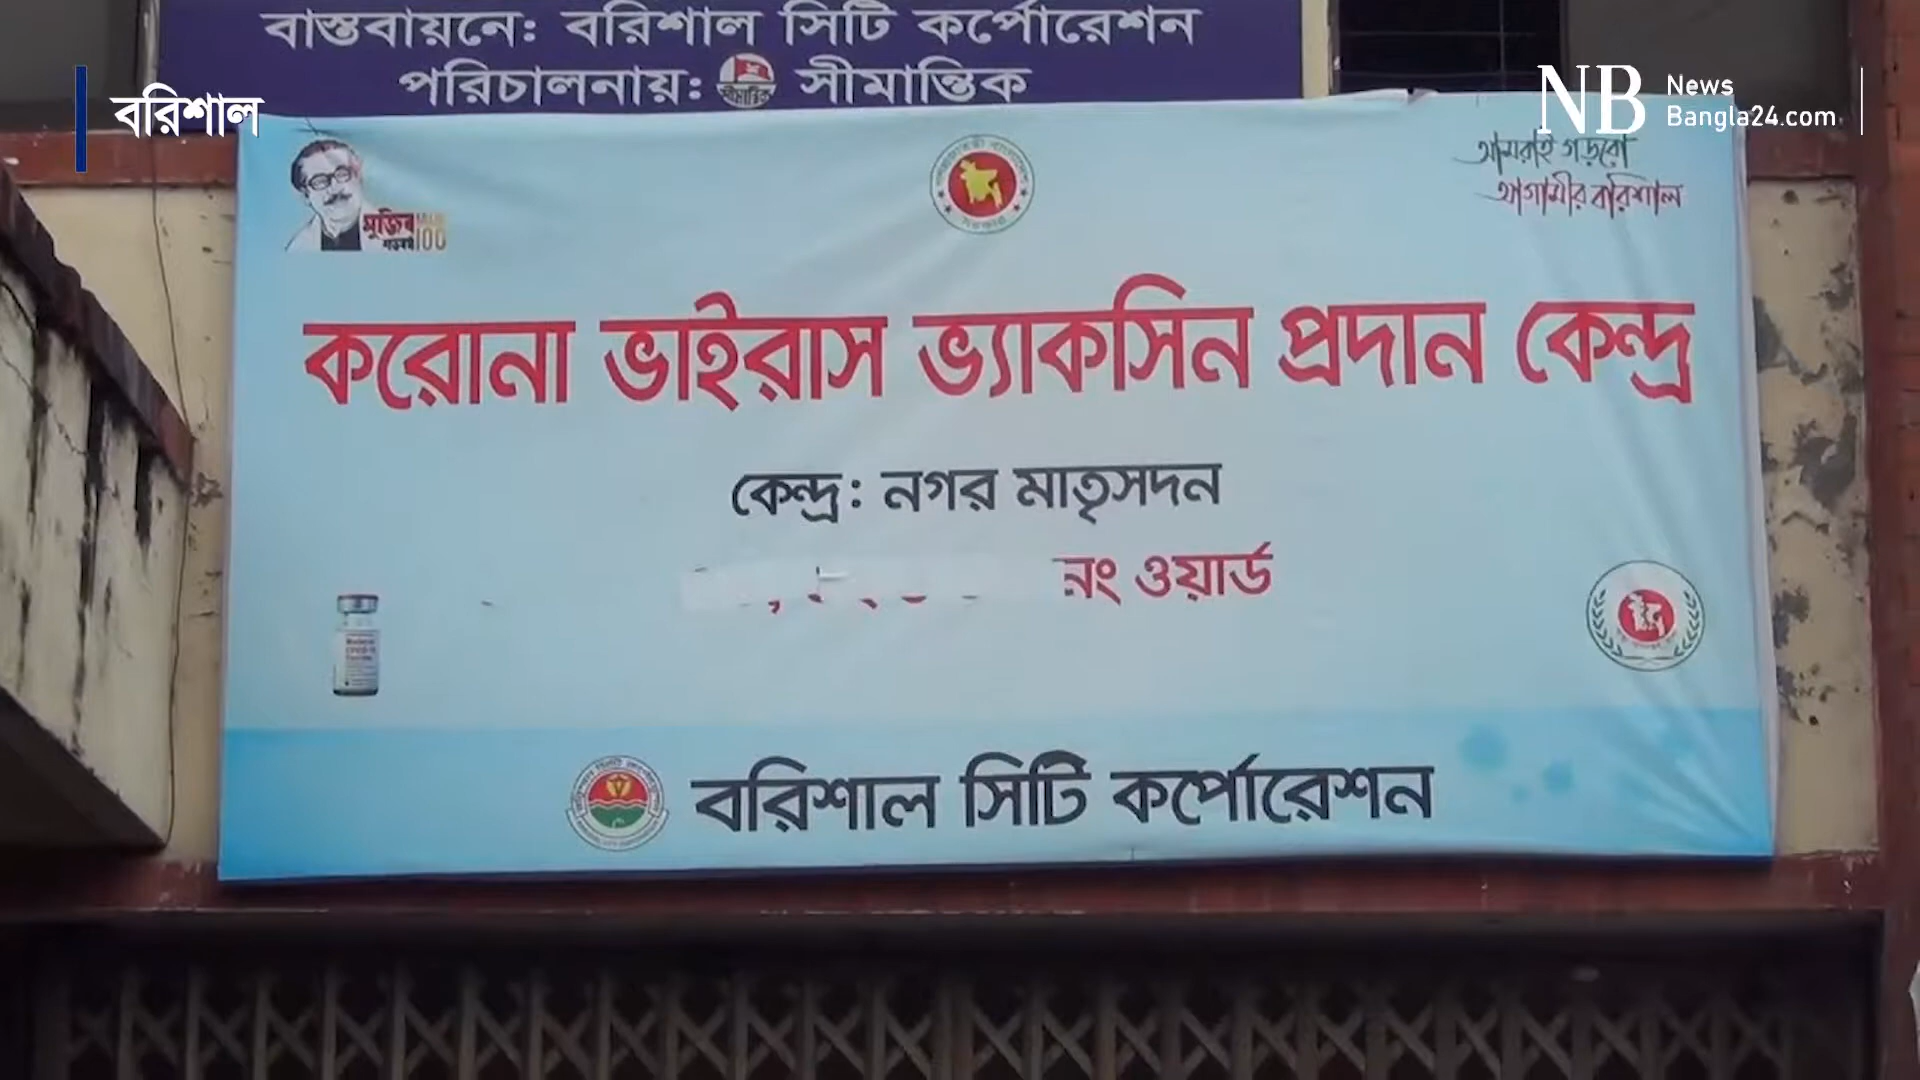 বাস্তবায়নে: বরিশাল সিটি কর্পোরেশন
পরিচালনায়: সীমান্তিক
বরিশাল
NB News
Bangla24.com
আমরাই গড়বো
আগামীর বরিশাল
মুজিব
100
করোনা ভাইরাস ভ্যাকসিন প্রদান কেন্দ্র
কেন্দ্র: নগর মাতৃসদন
নং ওয়ার্ড
বরিশাল সিটি কর্পোরেশন